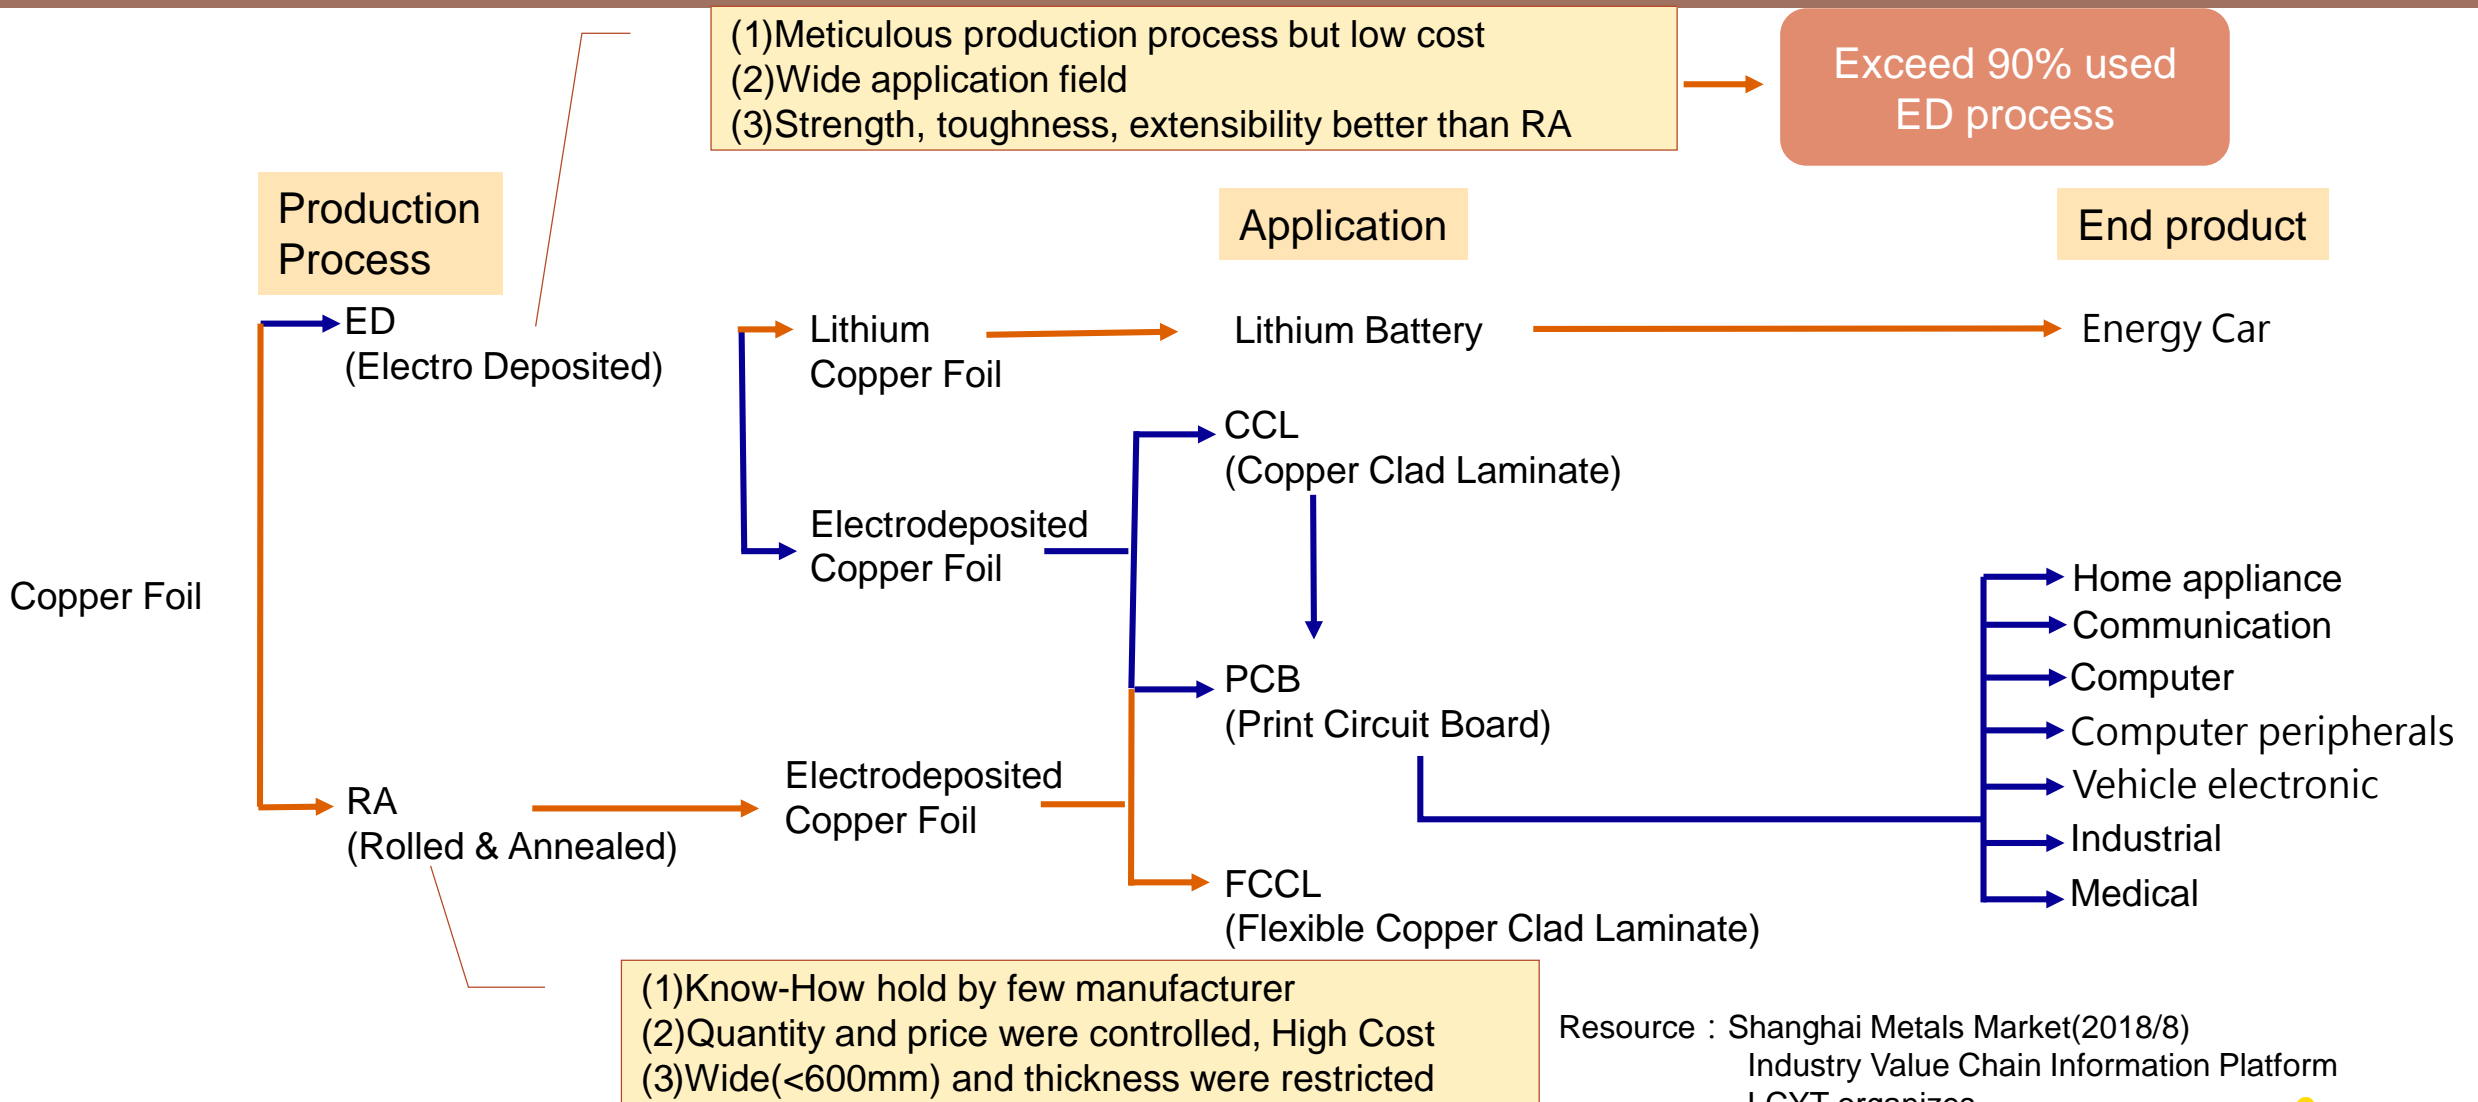 (1)Meticulous production process but low cost
(2)Wide application field
(3)Strength, toughness, extensibility better than RA
Exceed 90% used
ED process
Production
Process
Application
End product
ED
(Electro Deposited)
Lithium
Copper Foil
Lithium Battery
Energy Car
CCL
(Copper Clad Laminate)
Electrodeposited
Copper Foil
Copper Foil
Home appliance
Communication
Computer
Computer peripherals
Vehicle electronic
Industrial
Medical
PCB
(Print Circuit Board)
RA
(Rolled & Annealed)
Electrodeposited
Copper Foil
FCCL
(Flexible Copper Clad Laminate)
(1)Know-How hold by few manufacturer
(2)Quantity and price were controlled, High Cost
(3)Wide(<600mm) and thickness were restricted
Resource：Shanghai Metals Market(2018/8)
Industry Value Chain Information Platform
organizes